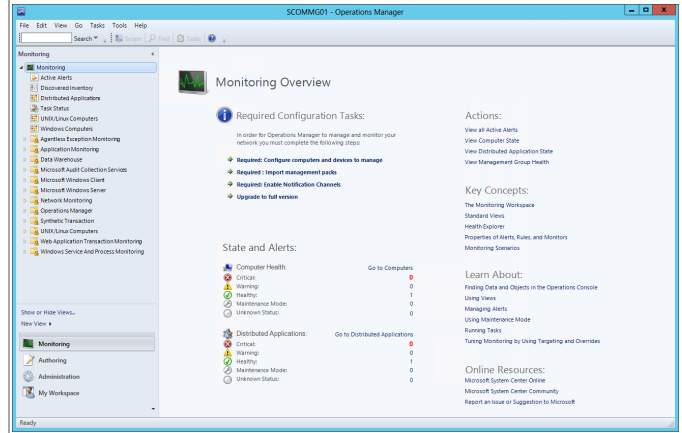 SCOMMG01 - Operations Manager
File Edit View Go Tasks Tools Help
Search Scope Find Tasks
Monitoring
Monitoring
Active Alerts
Discovered Inventory
Distributed Applications
Task Status
UNIX/Linux Computers
Windows Computers
Agentless Exception Monitoring
Application Monitoring
Data Warehouse
Microsoft Audit Collection Services
Microsoft Windows Client
Microsoft Windows Server
Network Monitoring
Operations Manager
Synthetic Transaction
UNIX/Linux Computers
Web Application Transaction Monitoring
Windows Service And Process Monitoring
Show or Hide Views...
New View
Monitoring
Authoring
Administration
My Workspace
Ready
Monitoring Overview
Required Configuration Tasks:
In order for Operations Manager to manage and monitor your
network you must complete the following steps:
Required: Configure computers and devices to manage
Required : Import management packs
Required: Enable Notification Channels
Upgrade to full version
State and Alerts:
Computer Health: Go to Computers
Critical: 0
Warning: 0
Healthy: 1
Maintenance Mode: 0
Unknown Status: 0
Distributed Applications: Go to Distributed Applications
Critical: 0
Warning: 0
Healthy: 1
Maintenance Mode: 0
Unknown Status: 0
Actions:
View all Active Alerts
View Computer State
View Distributed Application State
View Management Group Health
Key Concepts:
The Monitoring Workspace
Standard Views
Health Explorer
Properties of Alerts, Rules, and Monitors
Monitoring Scenarios
Learn About:
Finding Data and Objects in the Operations Console
Using Views
Managing Alerts
Using Maintenance Mode
Running Tasks
Tuning Monitoring by Using Targeting and Overrides
Online Resources:
Microsoft System Center Online
Microsoft System Center Community
Report an Issue or Suggestion to Microsoft